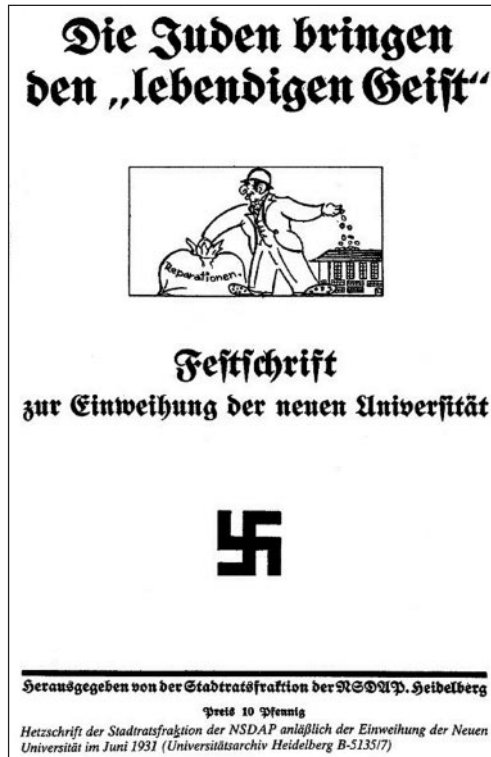 Die Juden bringen
den „lebendigen Geist“
Reparationen.
Festschrift
zur Einweihung der neuen Universität
Herausgegeben von der Stadtratsfraktion der NSDAP. Heidelberg
Preis 10 Pfennig
Hetzschrift der Stadtratsfraktion der NSDAP anläßlich der Einweihung der Neuen
Universität im Juni 1931 (Universitätsarchiv Heidelberg B-5135/7)